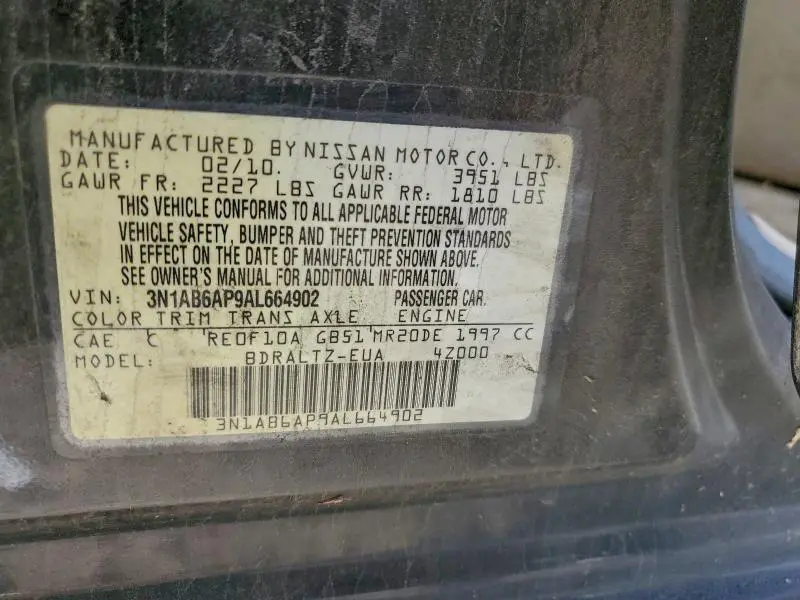 MANUFACTURED BY NISSAN MOTOR CO., LTD.
DATE: 02/10. GVWR: 3951 LBS
GAWR FR: 2227 LBS GAWR RR: 1810 LBS
THIS VEHICLE CONFORMS TO ALL APPLICABLE FEDERAL MOTOR
VEHICLE SAFETY, BUMPER AND THEFT PREVENTION STANDARDS
IN EFFECT ON THE DATE OF MANUFACTURE SHOWN ABOVE.
SEE OWNER'S MANUAL FOR ADDITIONAL INFORMATION.
VIN: 3N1AB6AP9AL664902 PASSENGER CAR.
COLOR TRIM TRANS AXLE ENGINE
CAE C RE0F10A GB51 MR20DE 1997 CC
MODEL: BDRALTZ-EUA 4Z000
3N1AB6AP9AL664902